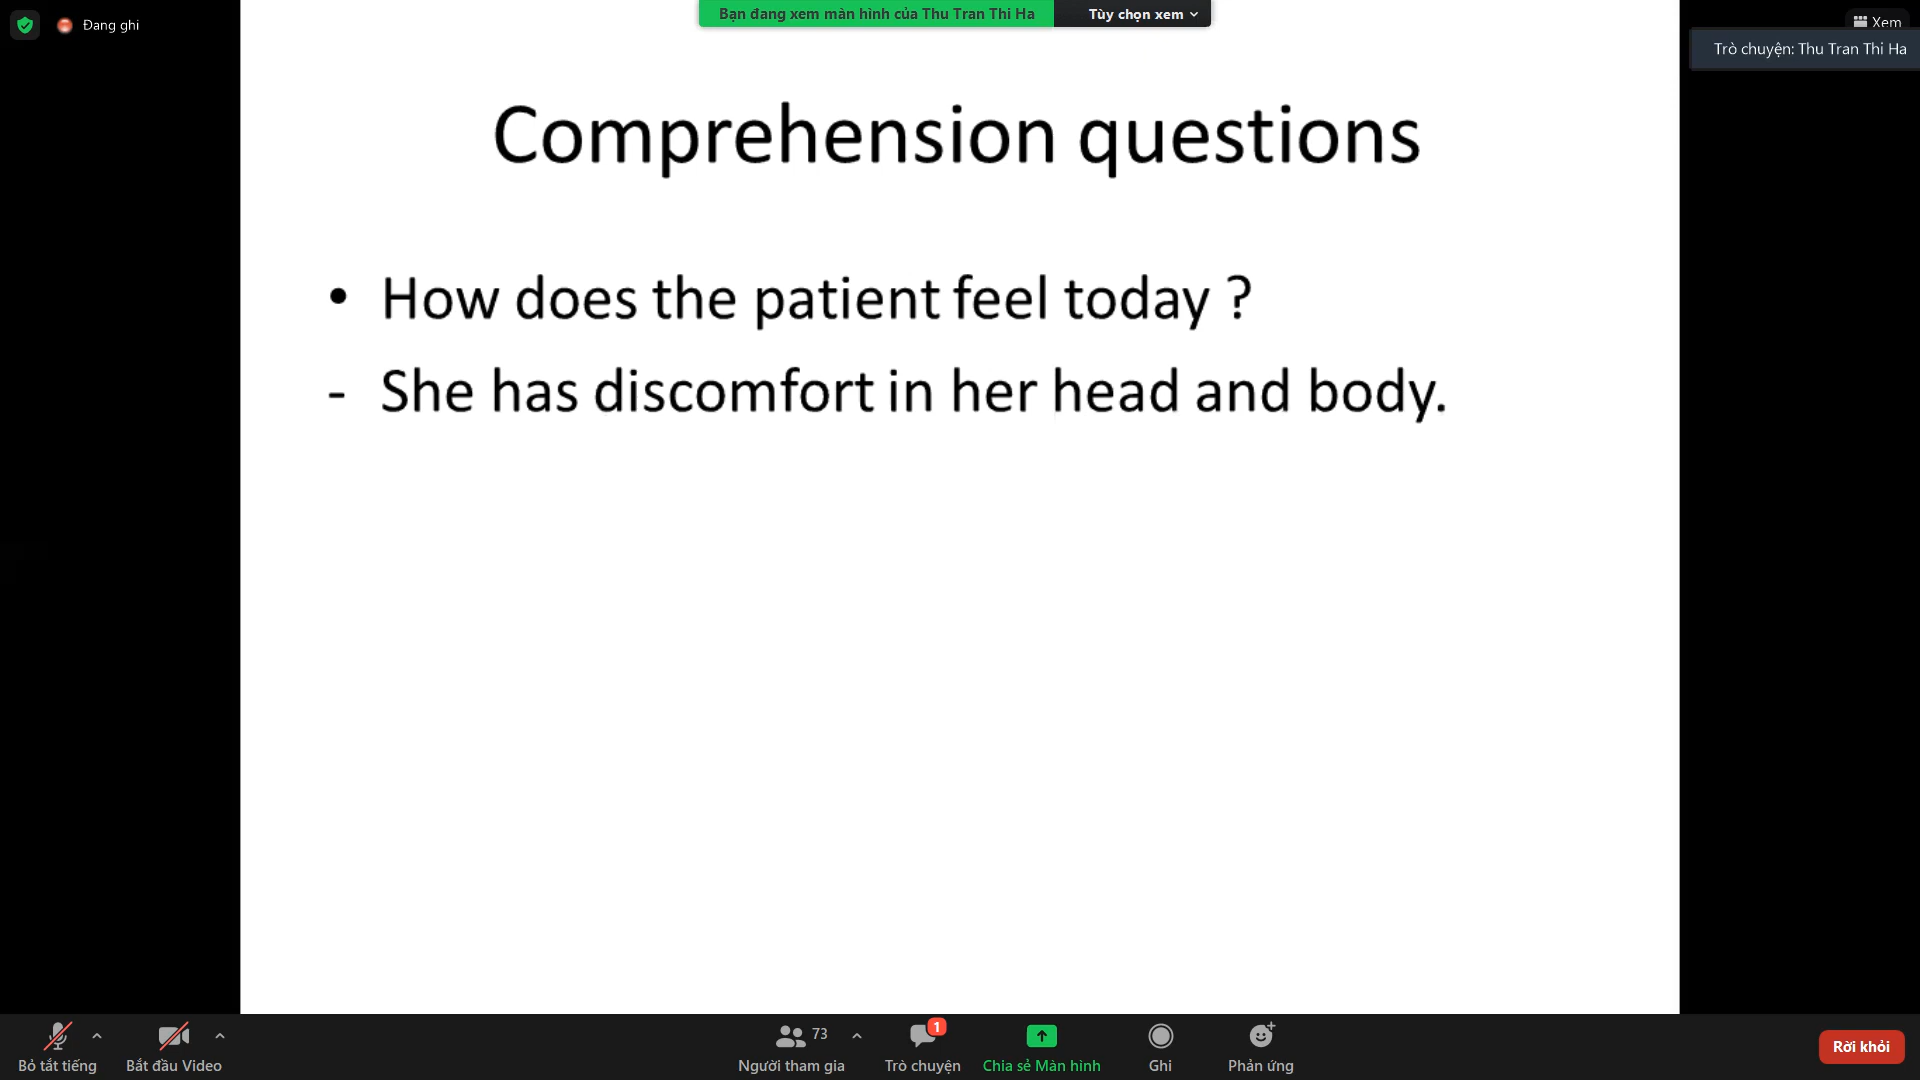 Đang ghi
Bạn đang xem màn hình của Thu Tran Thi Ha
Tùy chọn xem
Xem
Trò chuyện: Thu Tran Thi Ha
Comprehension questions
• How does the patient feel today ?
- She has discomfort in her head and body.
73
1
Bỏ tắt tiếng
Bắt đầu Video
Người tham gia
Trò chuyện
Chia sẻ Màn hình
Ghi
Phản ứng
Rời khỏi